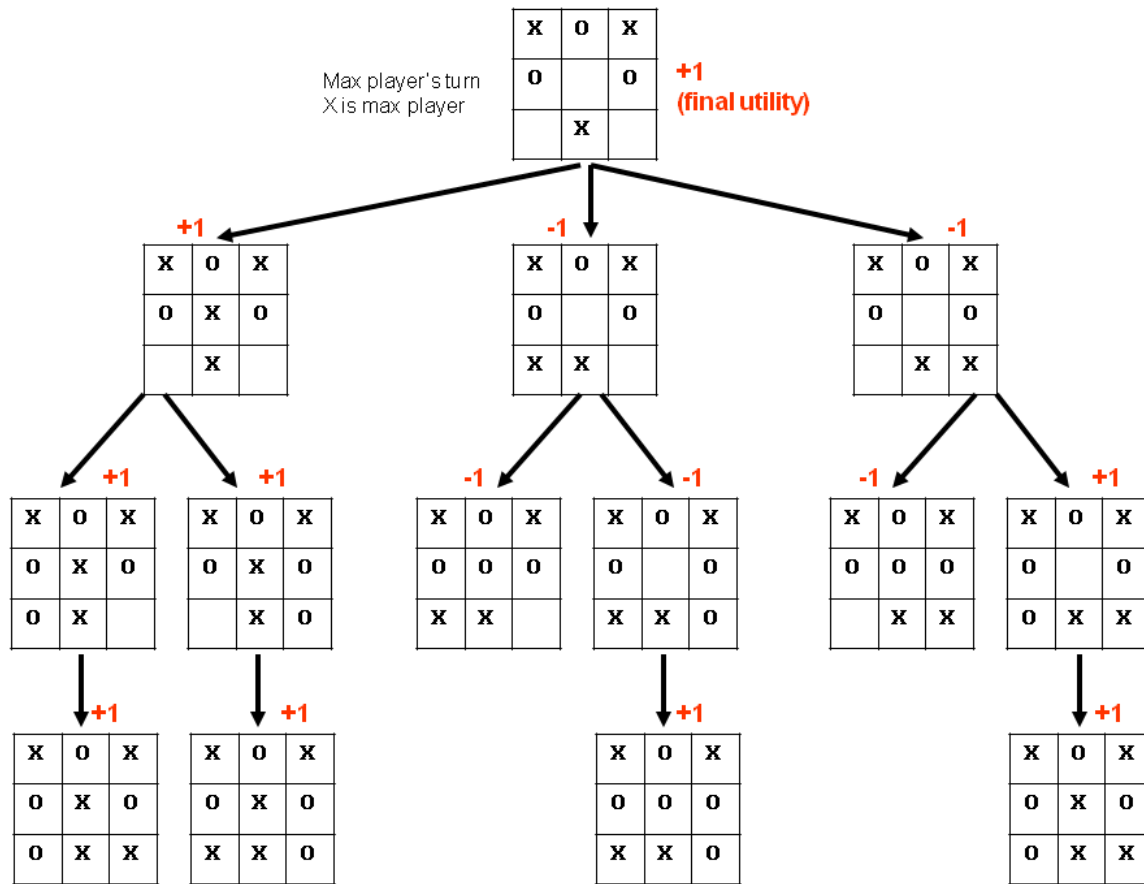 X O X
Max player's turn
X is max player
O O
+1
(final utility)
X
+1 -1 -1
X O X X O X X O X
O X O O O O O
X X X X X
+1 +1 -1 -1 -1 +1
X O X X O X X O X X O X X O X X O X
O X O O X O O O O O O O O O O O
O X X O X X X X O X X O X X
+1 +1 +1 +1
X O X X O X X O X X O X
O X O O X O O O O O X O
O X X X X O X X O O X X